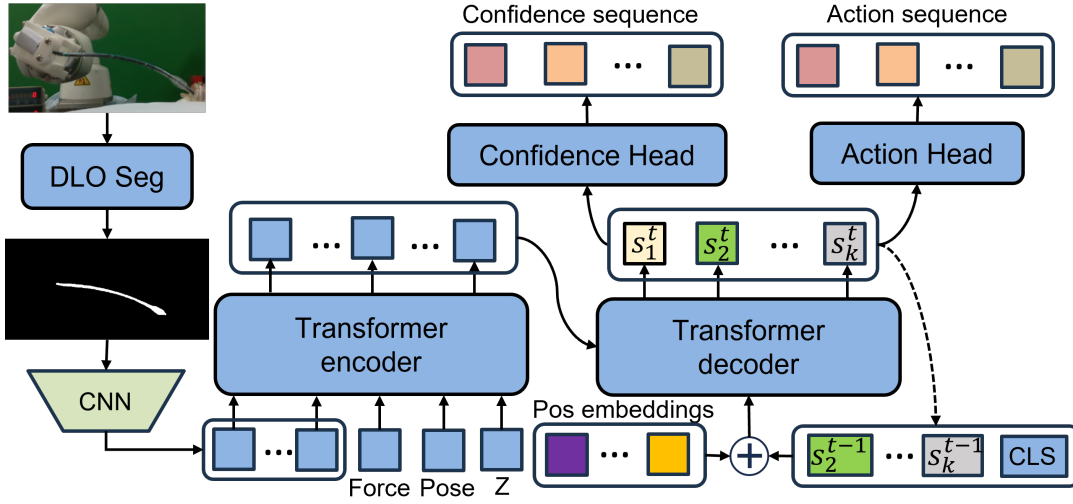 Confidence sequence
Action sequence
Confidence Head
Action Head
DLO Seg
s_1^t
s_2^t
...
s_k^t
...
...
Transformer
encoder
Transformer
decoder
CNN
Pos embeddings
...
...
s_2^{t-1}
...
s_k^{t-1}
CLS
Force
Pose
Z